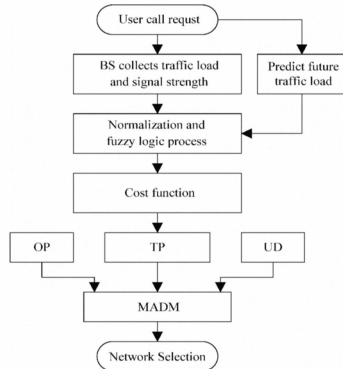 User call requst
BS collects traffic load
and signal strength
Predict future
traffic load
Normalization and
fuzzy logic process
Cost function
OP
TP
UD
MADM
Network Selection